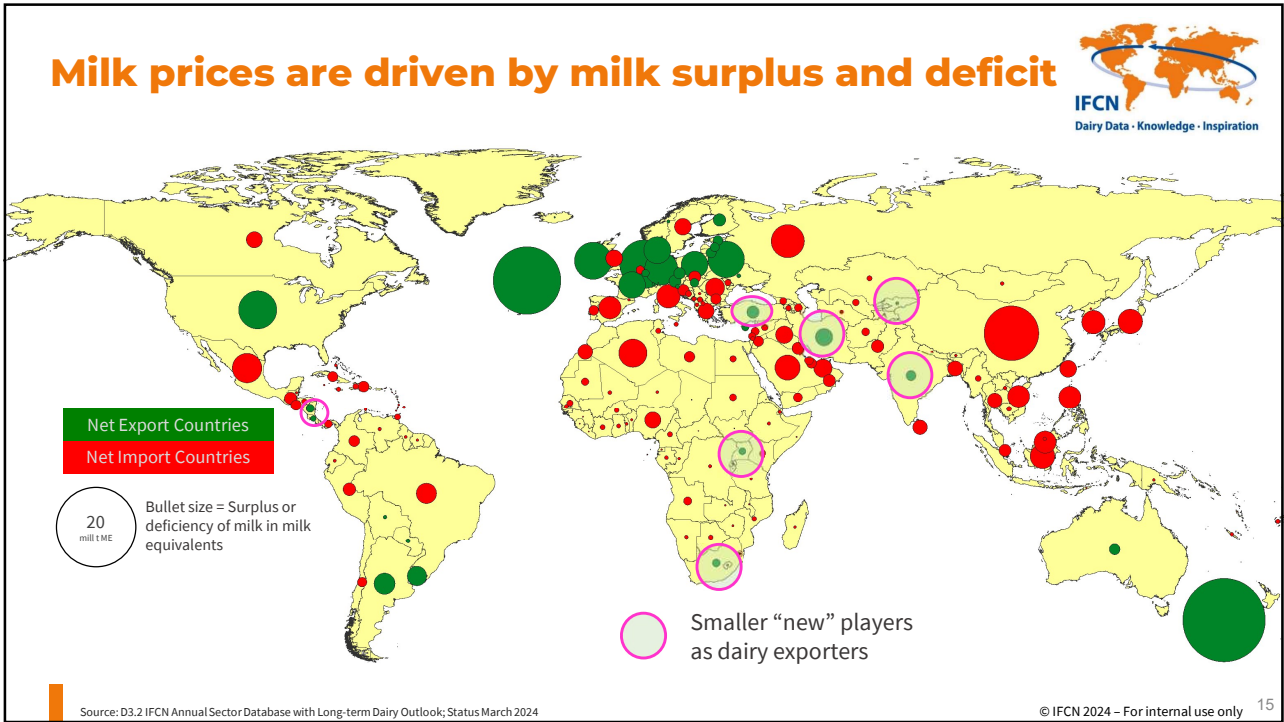 Milk prices are driven by milk surplus and deficit
IFCN
Dairy Data · Knowledge · Inspiration
Net Export Countries
Net Import Countries
20
mill t ME
Bullet size = Surplus or
deficiency of milk in milk
equivalents
Smaller “new” players
as dairy exporters
Source: D3.2 IFCN Annual Sector Database with Long-term Dairy Outlook; Status March 2024
© IFCN 2024 – For internal use only
15